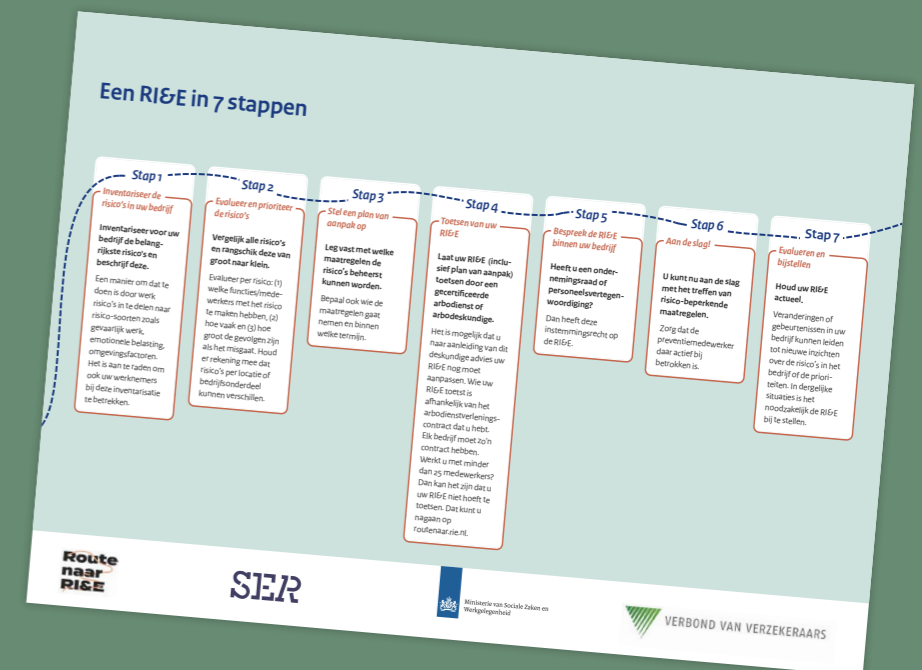 Een RI&E in 7 stappen
Stap 1
Inventariseer de
risico's in uw bedrijf
Inventariseer voor uw
bedrijf de belang-
rijkste risico's en
beschrijf deze.
Een manier om dat te
doen is door werk
risico's in te delen naar
risico-soorten zoals
gevaarlijk werk,
emotionele belasting,
omgevingsfactoren.
Het is aan te raden om
ook uw werknemers
bij deze inventarisatie
te betrekken.
Stap 2
Evalueer en prioriteer
de risico's
Vergelijk alle risico's
en rangschik deze van
groot naar klein.
Evalueer per risico: (1)
welke functies/mede-
werkers met het risico
te maken hebben, (2)
hoe vaak en (3) hoe
groot de gevolgen zijn
als het misgaat. Houd
er rekening mee dat
risico's per locatie of
bedrijfsonderdeel
kunnen verschillen.
Stap 3
Stel een plan van
aanpak op
Leg vast met welke
maatregelen de
risico's beheerst
kunnen worden.
Bepaal ook wie de
maatregelen gaat
nemen en binnen
welke termijn.
Stap 4
Toetsen van uw
RI&E
Laat uw RI&E (inclu-
sief plan van aanpak)
toetsen door een
gecertificeerde
arbodienst of
arbodeskundige.
Het is mogelijk dat u
naar aanleiding van dit
deskundige advies uw
RI&E nog moet
aanpassen. Wie uw
RI&E toetst is
afhankelijk van het
arbodienstverlenings-
contract dat u hebt.
Elk bedrijf moet zo'n
contract hebben.
Werkt u met minder
dan 25 medewerkers?
Dan kan het zijn dat u
uw RI&E niet hoeft te
toetsen. Dat kunt u
nagaan op
routenaar.rie.nl.
Stap 5
Bespreek de RI&E
binnen uw bedrijf
Heeft u een onder-
nemingsraad of
personeelsvertegen-
woordiging?
Dan heeft deze
instemmingsrecht op
de RI&E.
Stap 6
Aan de slag!
U kunt nu aan de slag
met het treffen van
risico-beperkende
maatregelen.
Zorg dat de
preventiemedewerker
daar actief bij
betrokken is.
Stap 7
Evalueren en
bijstellen
Houd uw RI&E
actueel.
Veranderingen of
gebeurtenissen in uw
bedrijf kunnen leiden
tot nieuwe inzichten
over de risico's in het
bedrijf of de priori-
teiten. In dergelijke
situaties is het
noodzakelijk de RI&E
bij te stellen.
Route
naar
RI&E
SER
Ministerie van Sociale Zaken en
Werkgelegenheid
VERBOND VAN VERZEKERAARS